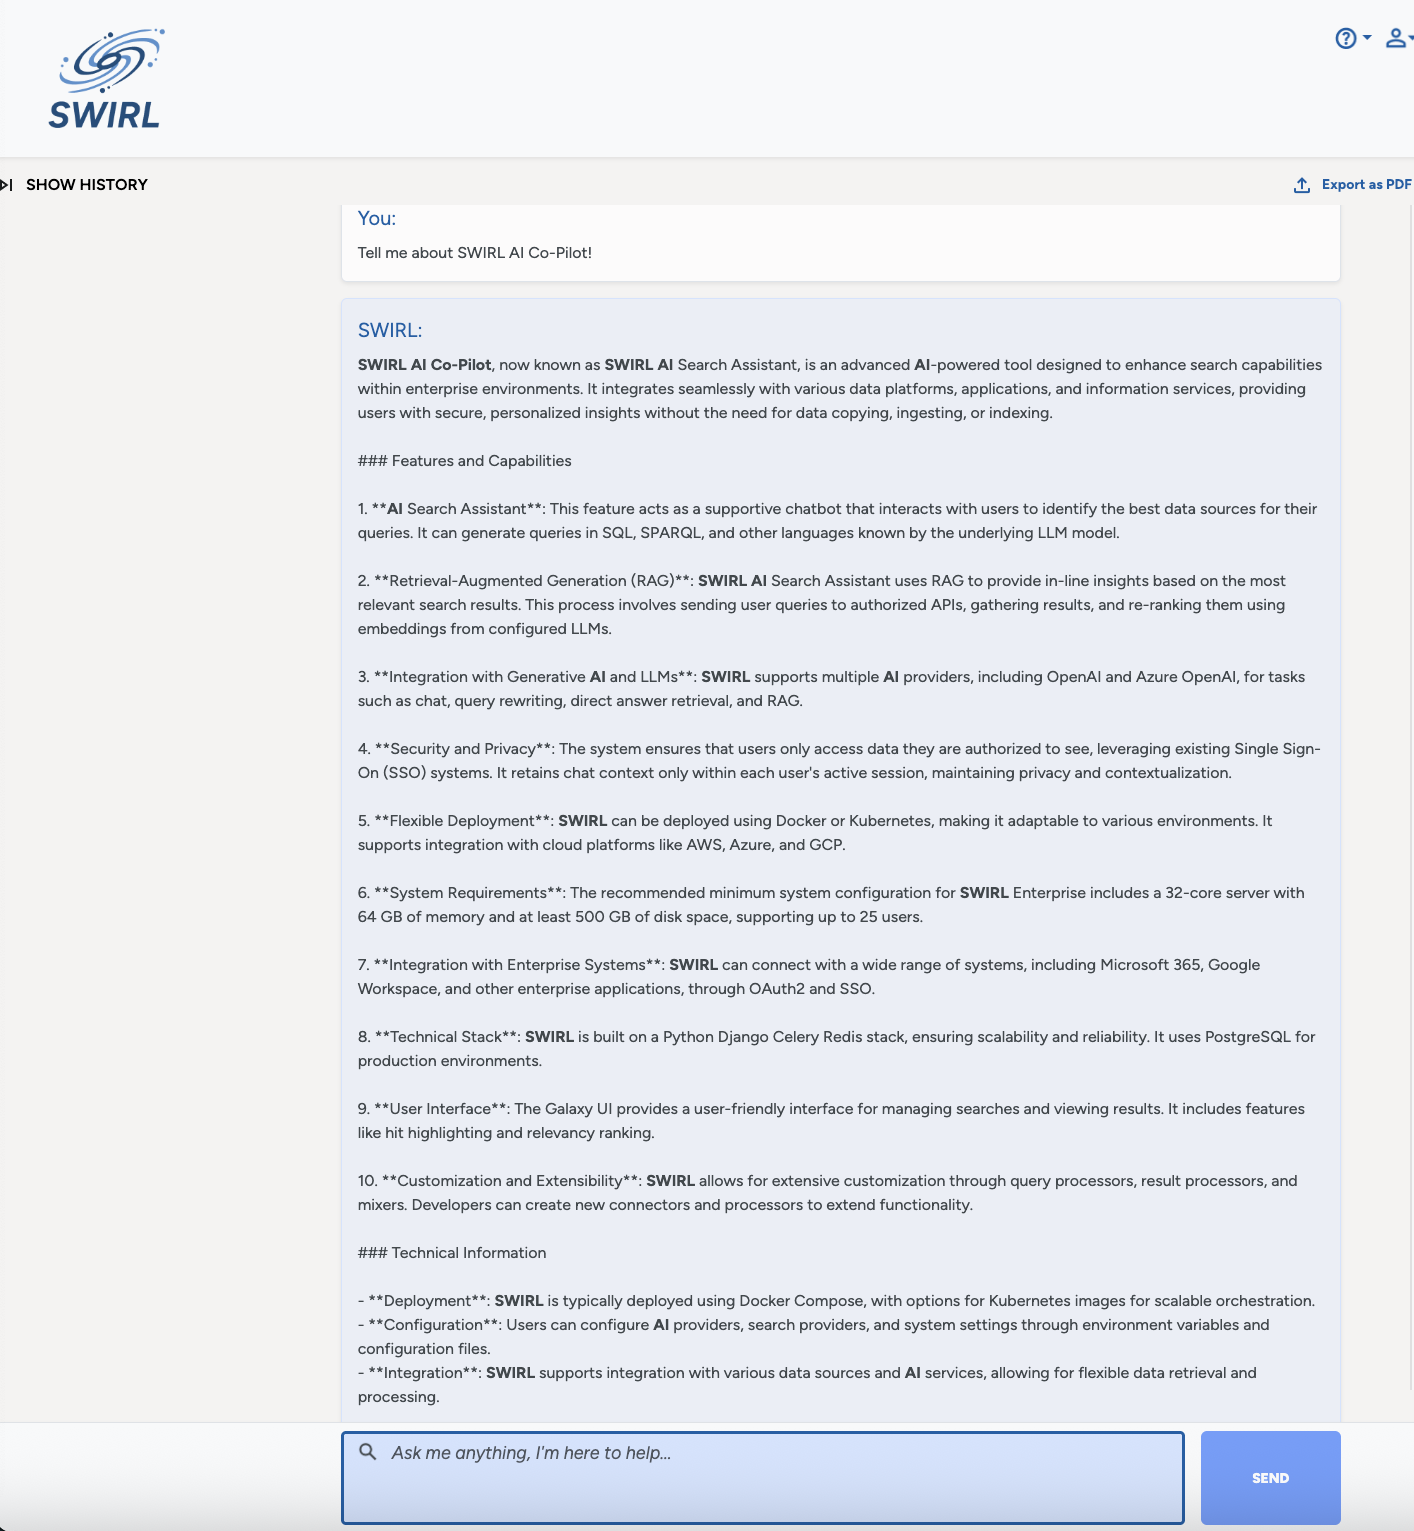 SWIRL
SHOW HISTORY
Export as PDF
You:
Tell me about SWIRL AI Co-Pilot!
SWIRL:
SWIRL AI Co-Pilot, now known as SWIRL AI Search Assistant, is an advanced AI-powered tool designed to enhance search capabilities
within enterprise environments. It integrates seamlessly with various data platforms, applications, and information services, providing
users with secure, personalized insights without the need for data copying, ingesting, or indexing.
### Features and Capabilities
1. **AI Search Assistant**: This feature acts as a supportive chatbot that interacts with users to identify the best data sources for their
queries. It can generate queries in SQL, SPARQL, and other languages known by the underlying LLM model.
2. **Retrieval-Augmented Generation (RAG)**: SWIRL AI Search Assistant uses RAG to provide in-line insights based on the most
relevant search results. This process involves sending user queries to authorized APIs, gathering results, and re-ranking them using
embeddings from configured LLMs.
3. **Integration with Generative AI and LLMs**: SWIRL supports multiple AI providers, including OpenAI and Azure OpenAI, for tasks
such as chat, query rewriting, direct answer retrieval, and RAG.
4. **Security and Privacy**: The system ensures that users only access data they are authorized to see, leveraging existing Single Sign-
On (SSO) systems. It retains chat context only within each user's active session, maintaining privacy and contextualization.
5. **Flexible Deployment**: SWIRL can be deployed using Docker or Kubernetes, making it adaptable to various environments. It
supports integration with cloud platforms like AWS, Azure, and GCP.
6. **System Requirements**: The recommended minimum system configuration for SWIRL Enterprise includes a 32-core server with
64 GB of memory and at least 500 GB of disk space, supporting up to 25 users.
7. **Integration with Enterprise Systems**: SWIRL can connect with a wide range of systems, including Microsoft 365, Google
Workspace, and other enterprise applications, through OAuth2 and SSO.
8. **Technical Stack**: SWIRL is built on a Python Django Celery Redis stack, ensuring scalability and reliability. It uses PostgreSQL for
production environments.
9. **User Interface**: The Galaxy UI provides a user-friendly interface for managing searches and viewing results. It includes features
like hit highlighting and relevancy ranking.
10. **Customization and Extensibility**: SWIRL allows for extensive customization through query processors, result processors, and
mixers. Developers can create new connectors and processors to extend functionality.
### Technical Information
- **Deployment**: SWIRL is typically deployed using Docker Compose, with options for Kubernetes images for scalable orchestration.
- **Configuration**: Users can configure AI providers, search providers, and system settings through environment variables and
configuration files.
- **Integration**: SWIRL supports integration with various data sources and AI services, allowing for flexible data retrieval and
processing.
Ask me anything, I'm here to help...
SEND